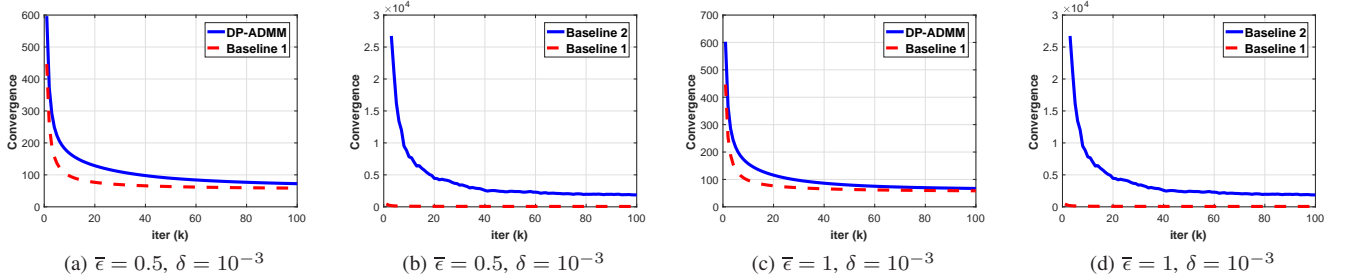 600
500
400
300
200
100
0
Convergence
0 20 40 60 80 100
iter (k)
DP-ADMM
Baseline 1
(a) ε̅ = 0.5, δ = 10⁻³
×10⁴
3
2.5
2
1.5
1
0.5
0
Convergence
0 20 40 60 80 100
iter (k)
Baseline 2
Baseline 1
(b) ε̅ = 0.5, δ = 10⁻³
700
600
500
400
300
200
100
0
Convergence
0 20 40 60 80 100
iter (k)
DP-ADMM
Baseline 1
(c) ε̅ = 1, δ = 10⁻³
×10⁴
3
2.5
2
1.5
1
0.5
0
Convergence
0 20 40 60 80 100
iter (k)
Baseline 2
Baseline 1
(d) ε̅ = 1, δ = 10⁻³